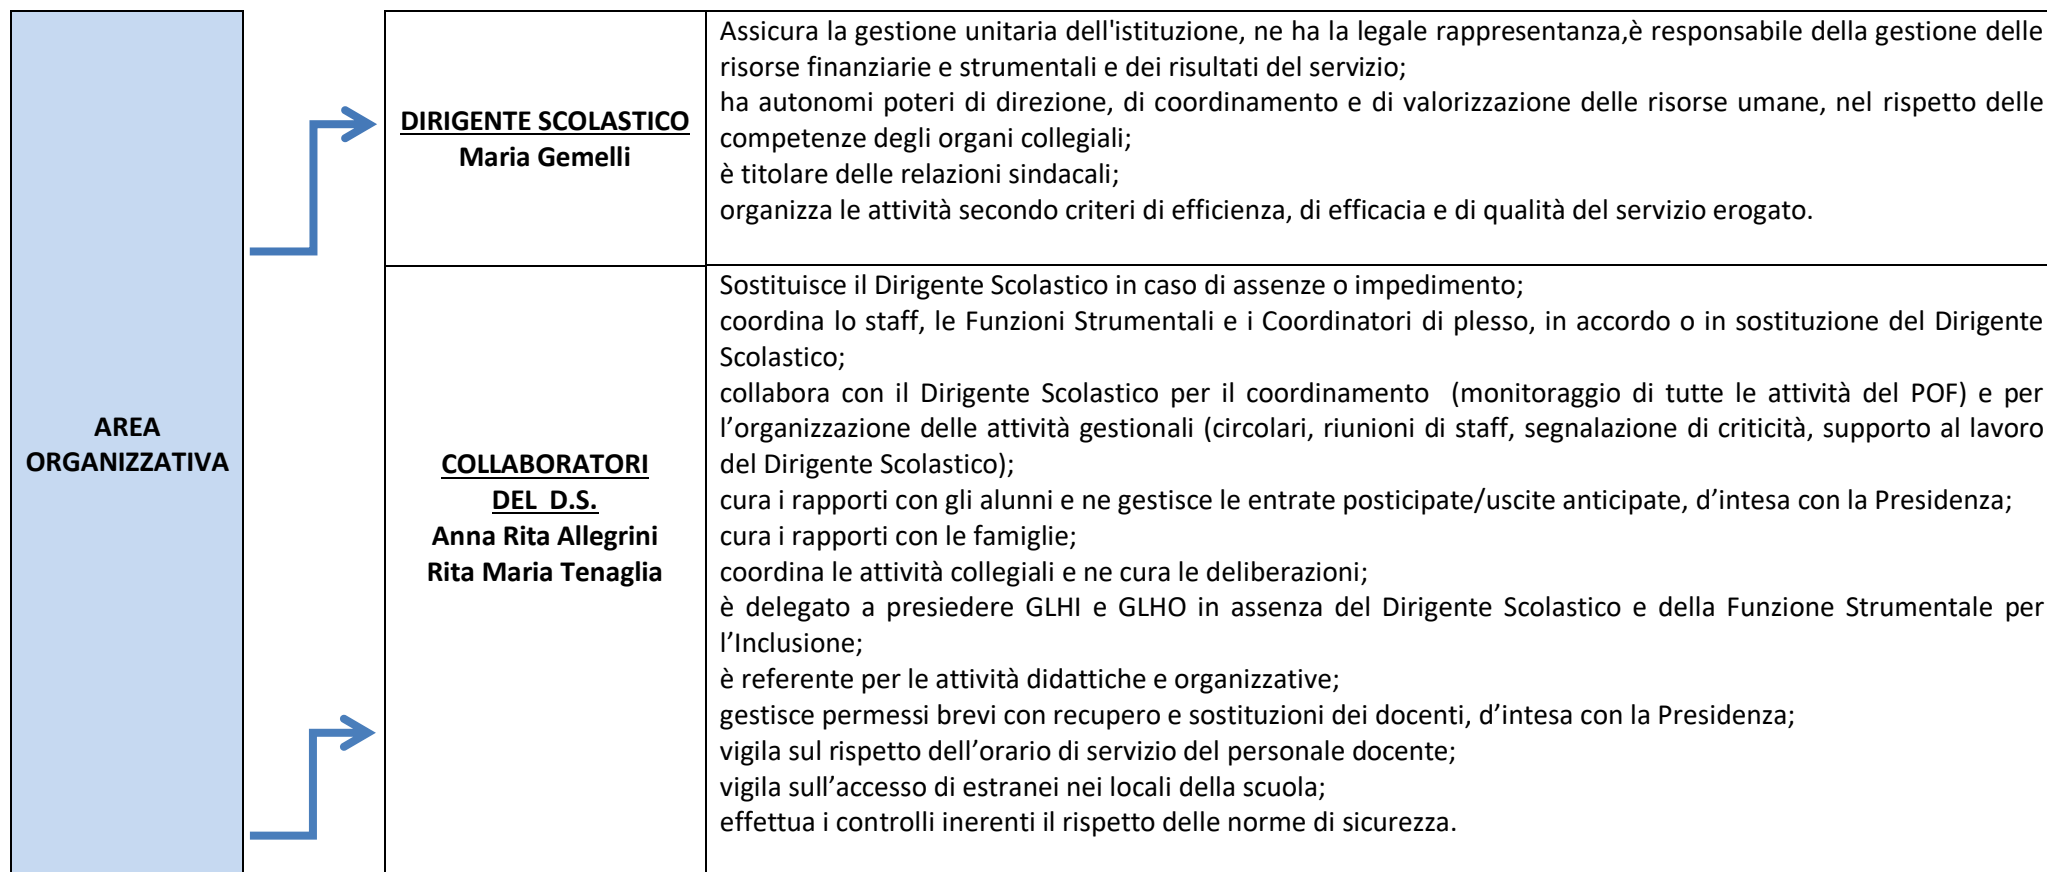 AREA
ORGANIZZATIVA
DIRIGENTE SCOLASTICO
Maria Gemelli
Assicura la gestione unitaria dell'istituzione, ne ha la legale rappresentanza,è responsabile della gestione delle
risorse finanziarie e strumentali e dei risultati del servizio;
ha autonomi poteri di direzione, di coordinamento e di valorizzazione delle risorse umane, nel rispetto delle
competenze degli organi collegiali;
è titolare delle relazioni sindacali;
organizza le attività secondo criteri di efficienza, di efficacia e di qualità del servizio erogato.
COLLABORATORI
DEL D.S.
Anna Rita Allegrini
Rita Maria Tenaglia
Sostituisce il Dirigente Scolastico in caso di assenze o impedimento;
coordina lo staff, le Funzioni Strumentali e i Coordinatori di plesso, in accordo o in sostituzione del Dirigente
Scolastico;
collabora con il Dirigente Scolastico per il coordinamento (monitoraggio di tutte le attività del POF) e per
l’organizzazione delle attività gestionali (circolari, riunioni di staff, segnalazione di criticità, supporto al lavoro
del Dirigente Scolastico);
cura i rapporti con gli alunni e ne gestisce le entrate posticipate/uscite anticipate, d’intesa con la Presidenza;
cura i rapporti con le famiglie;
coordina le attività collegiali e ne cura le deliberazioni;
è delegato a presiedere GLHI e GLHO in assenza del Dirigente Scolastico e della Funzione Strumentale per
l’Inclusione;
è referente per le attività didattiche e organizzative;
gestisce permessi brevi con recupero e sostituzioni dei docenti, d’intesa con la Presidenza;
vigila sul rispetto dell’orario di servizio del personale docente;
vigila sull’accesso di estranei nei locali della scuola;
effettua i controlli inerenti il rispetto delle norme di sicurezza.